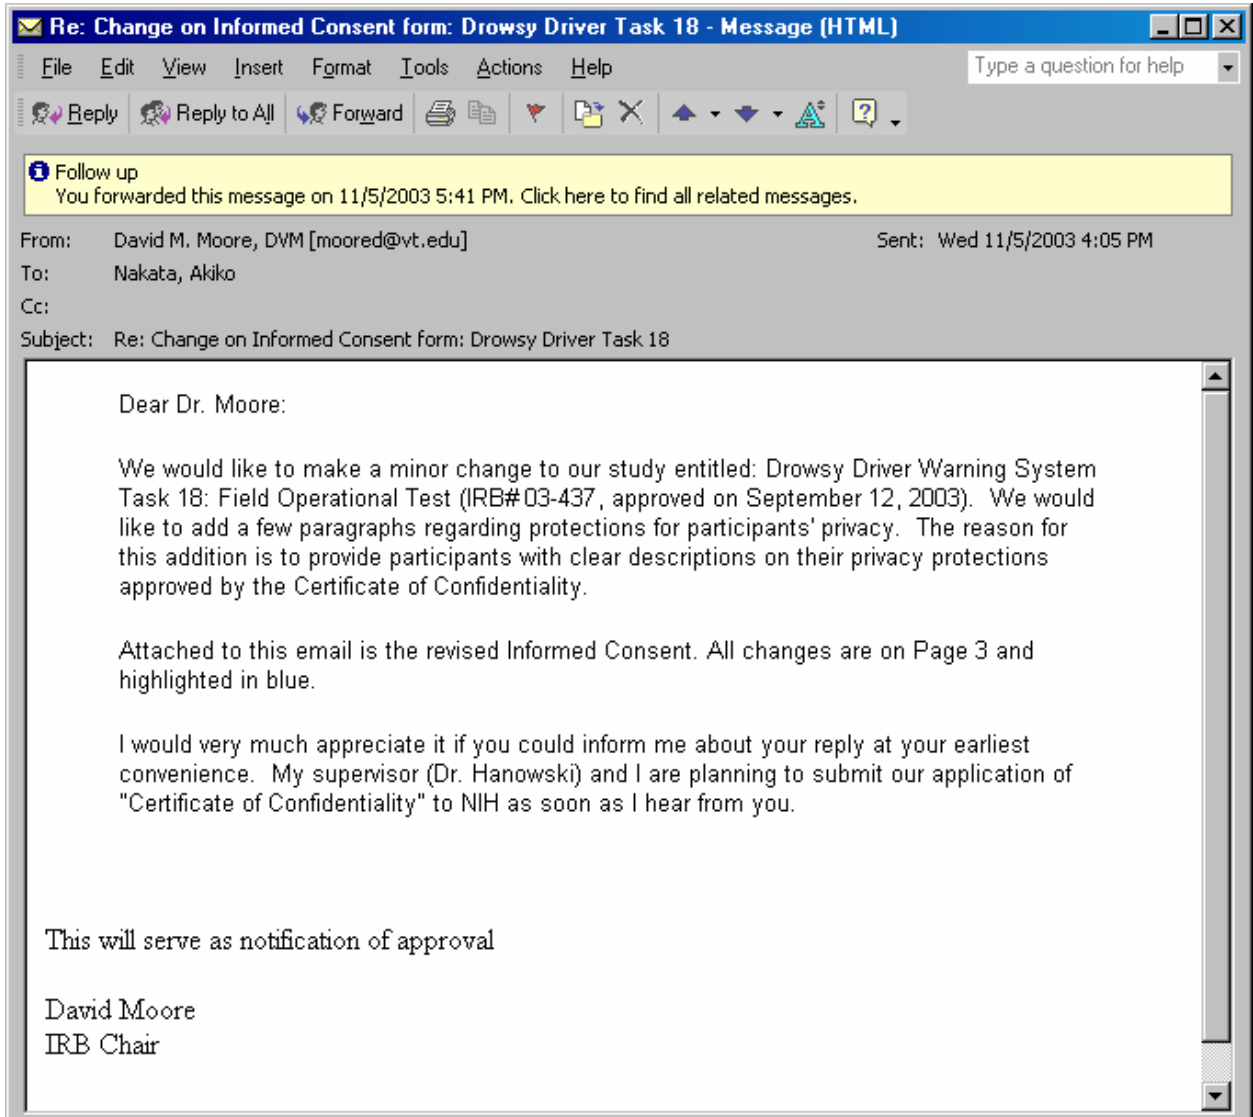 Re: Change on Informed Consent form: Drowsy Driver Task 18 - Message (HTML)
File Edit View Insert Format Tools Actions Help Type a question for help
Reply Reply to All Forward
Follow up
You forwarded this message on 11/5/2003 5:41 PM. Click here to find all related messages.
From: David M. Moore, DVM [moored@vt.edu] Sent: Wed 11/5/2003 4:05 PM
To: Nakata, Akiko
Cc:
Subject: Re: Change on Informed Consent form: Drowsy Driver Task 18
Dear Dr. Moore:
We would like to make a minor change to our study entitled: Drowsy Driver Warning System
Task 18: Field Operational Test (IRB# 03-437, approved on September 12, 2003). We would
like to add a few paragraphs regarding protections for participants' privacy. The reason for
this addition is to provide participants with clear descriptions on their privacy protections
approved by the Certificate of Confidentiality.
Attached to this email is the revised Informed Consent. All changes are on Page 3 and
highlighted in blue.
I would very much appreciate it if you could inform me about your reply at your earliest
convenience. My supervisor (Dr. Hanowski) and I are planning to submit our application of
"Certificate of Confidentiality" to NIH as soon as I hear from you.
This will serve as notification of approval
David Moore
IRB Chair